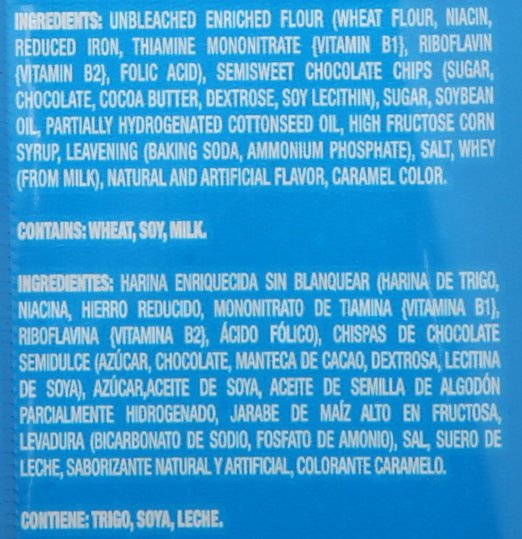 INGREDIENTS: UNBLEACHED ENRICHED FLOUR (WHEAT FLOUR, NIACIN,
REDUCED IRON, THIAMINE MONONITRATE {VITAMIN B1}, RIBOFLAVIN
{VITAMIN B2}, FOLIC ACID), SEMISWEET CHOCOLATE CHIPS (SUGAR,
CHOCOLATE, COCOA BUTTER, DEXTROSE, SOY LECITHIN), SUGAR, SOYBEAN
OIL, PARTIALLY HYDROGENATED COTTONSEED OIL, HIGH FRUCTOSE CORN
SYRUP, LEAVENING (BAKING SODA, AMMONIUM PHOSPHATE), SALT, WHEY
(FROM MILK), NATURAL AND ARTIFICIAL FLAVOR, CARAMEL COLOR.
CONTAINS: WHEAT, SOY, MILK.
INGREDIENTES: HARINA ENRIQUECIDA SIN BLANQUEAR (HARINA DE TRIGO,
NIACINA, HIERRO REDUCIDO, MONONITRATO DE TIAMINA {VITAMINA B1},
RIBOFLAVINA {VITAMINA B2}, ÁCIDO FÓLICO), CHISPAS DE CHOCOLATE
SEMIDULCE (AZÚCAR, CHOCOLATE, MANTECA DE CACAO, DEXTROSA, LECITINA
DE SOYA), AZÚCAR,ACEITE DE SOYA, ACEITE DE SEMILLA DE ALGODÓN
PARCIALMENTE HIDROGENADO, JARABE DE MAÍZ ALTO EN FRUCTOSA,
LEVADURA (BICARBONATO DE SODIO, FOSFATO DE AMONIO), SAL, SUERO DE
LECHE, SABORIZANTE NATURAL Y ARTIFICIAL, COLORANTE CARAMELO.
CONTIENE: TRIGO, SOYA, LECHE.